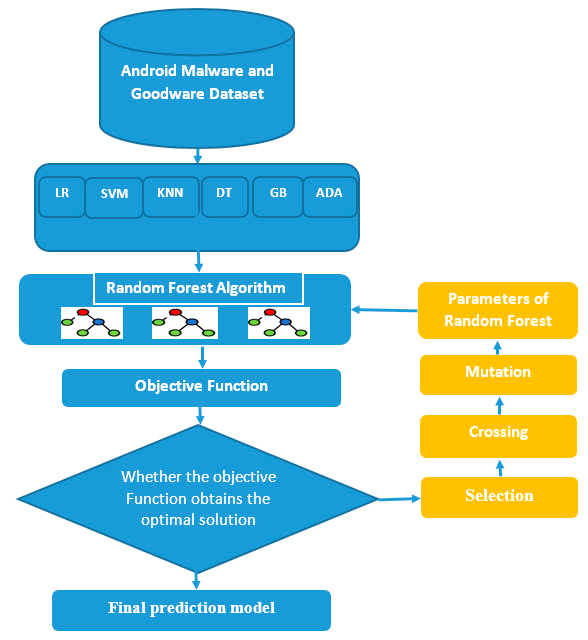 Android Malware and
Goodware Dataset
LR
SVM
KNN
DT
GB
ADA
Random Forest Algorithm
Parameters of
Random Forest
Mutation
Objective Function
Crossing
Whether the objective
Function obtains the
optimal solution
Selection
Final prediction model